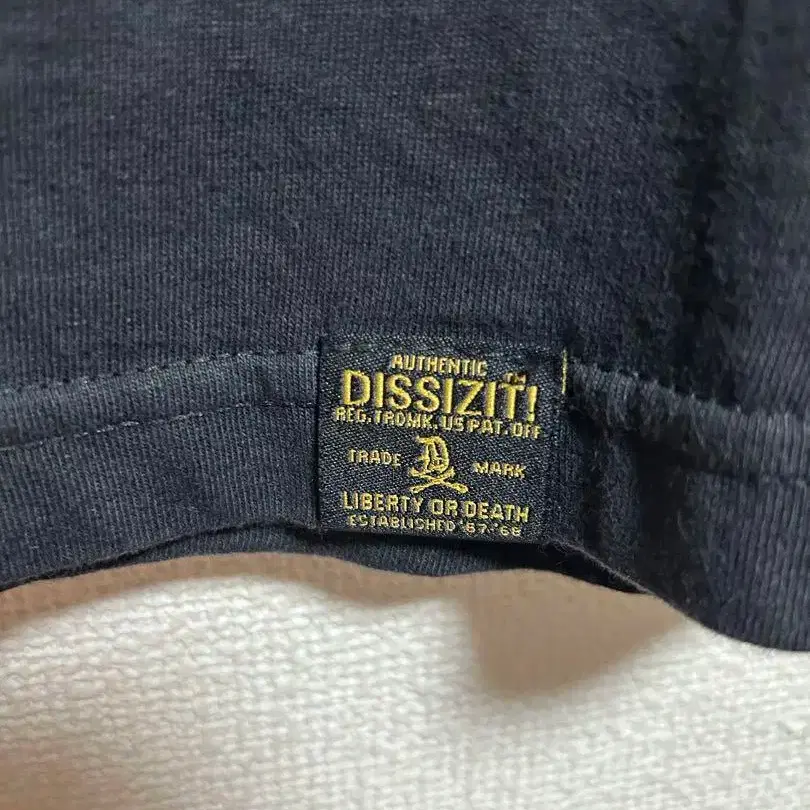 AUTHENTIC
DISSIZIT!
REG. TRDMK. US PAT. OFF
TRADE D MARK
LIBERTY OR DEATH
ESTABLISHED '67-'68